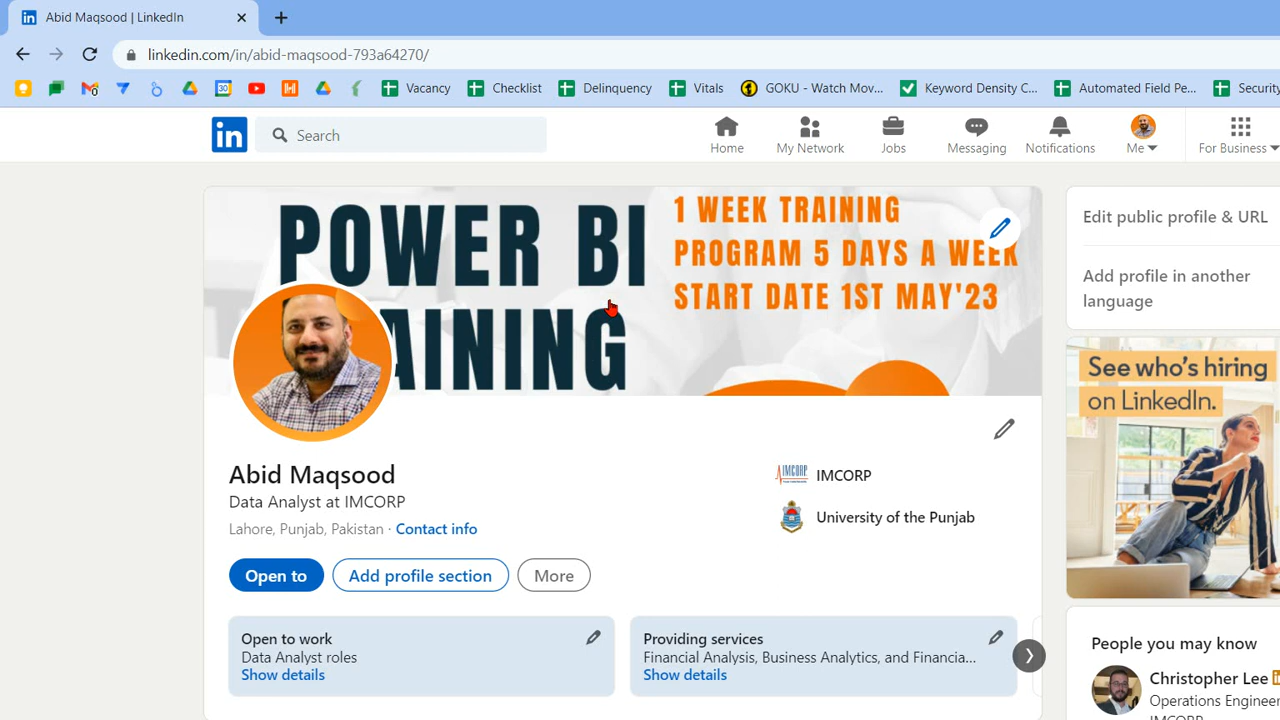 Abid Maqsood | LinkedIn
linkedin.com/in/abid-maqsood-793a64270/
Vacancy
Checklist
Delinquency
Vitals
GOKU - Watch Mov...
Keyword Density C...
Automated Field Pe...
Security
in
Search
Home
My Network
Jobs
Messaging
Notifications
Me
For Business
POWER BI
AINING
1 WEEK TRAINING
PROGRAM 5 DAYS A WEEK
START DATE 1ST MAY'23
Abid Maqsood
Data Analyst at IMCORP
Lahore, Punjab, Pakistan · Contact info
IMCORP
IMCORP
University of the Punjab
Open to
Add profile section
More
Open to work
Data Analyst roles
Show details
Providing services
Financial Analysis, Business Analytics, and Financia...
Show details
Edit public profile & URL
Add profile in another
language
See who's hiring
on LinkedIn.
People you may know
Christopher Lee
Operations Engineer